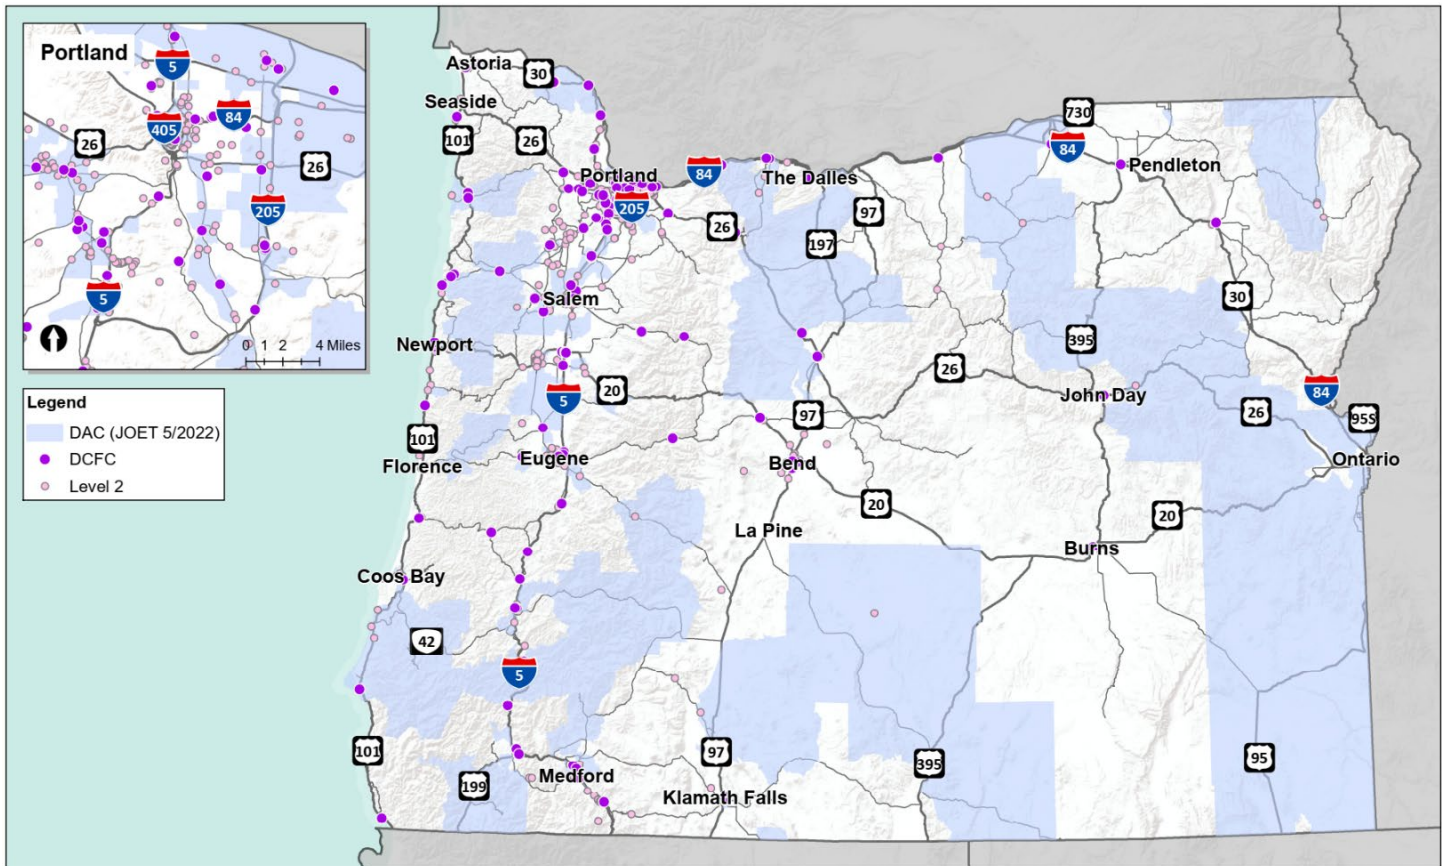 Portland
5
405
84
26
26
205
5
0 1 2 4 Miles
Legend
DAC (JOET 5/2022)
DCFC
Level 2
Astoria
30
Seaside
101
26
730
84
Portland
84
The Dalles
Pendleton
205
26
97
197
30
Salem
Newport
395
26
20
5
John Day
84
97
26
95S
101
Florence
Eugene
Bend
Ontario
20
20
La Pine
Burns
Coos Bay
42
5
101
97
395
95
199
Medford
Klamath Falls